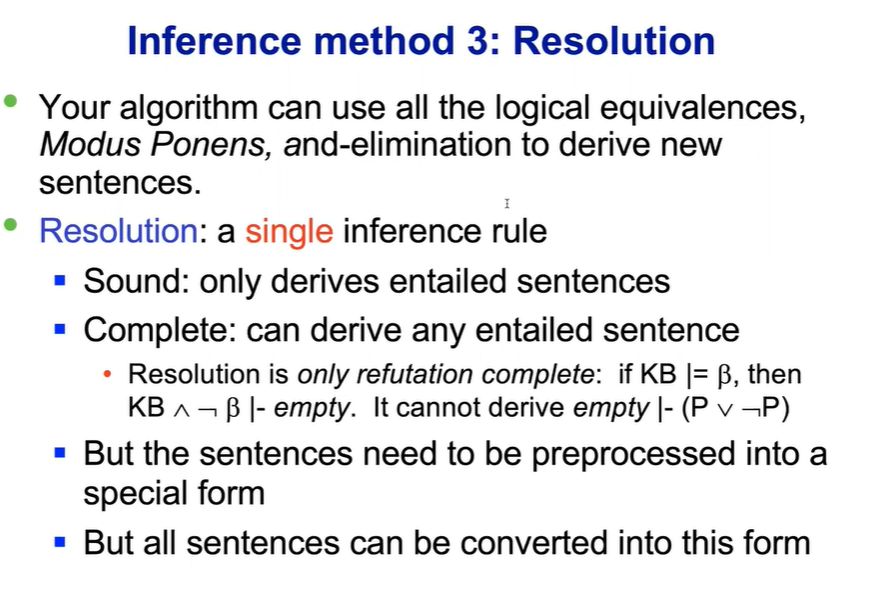 Inference method 3: Resolution
• Your algorithm can use all the logical equivalences,
Modus Ponens, and-elimination to derive new
sentences.
• Resolution: a single inference rule
▪ Sound: only derives entailed sentences
▪ Complete: can derive any entailed sentence
• Resolution is only refutation complete: if KB |= β, then
KB ∧ ¬ β |- empty. It cannot derive empty |- (P ∨ ¬P)
▪ But the sentences need to be preprocessed into a
special form
▪ But all sentences can be converted into this form